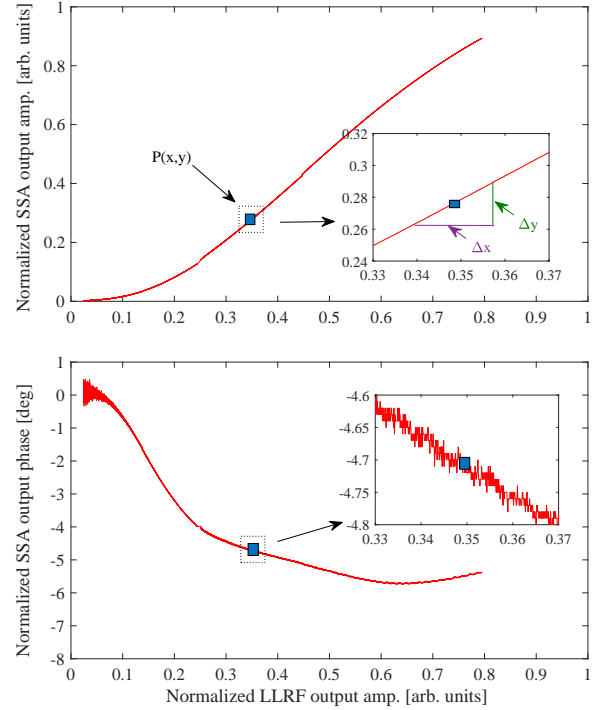 Normalized SSA output amp. [arb. units]
1
0.8
0.6
0.4
0.2
0
0 0.1 0.2 0.3 0.4 0.5 0.6 0.7 0.8 0.9 1
P(x,y)
0.32
0.3
0.28
0.26
0.24
0.33 0.34 0.35 0.36 0.37
Δy
Δx
Normalized SSA output phase [deg]
1
0
-1
-2
-3
-4
-5
-6
-7
-8
0 0.1 0.2 0.3 0.4 0.5 0.6 0.7 0.8 0.9 1
-4.6
-4.65
-4.7
-4.75
-4.8
0.33 0.34 0.35 0.36 0.37
Normalized LLRF output amp. [arb. units]